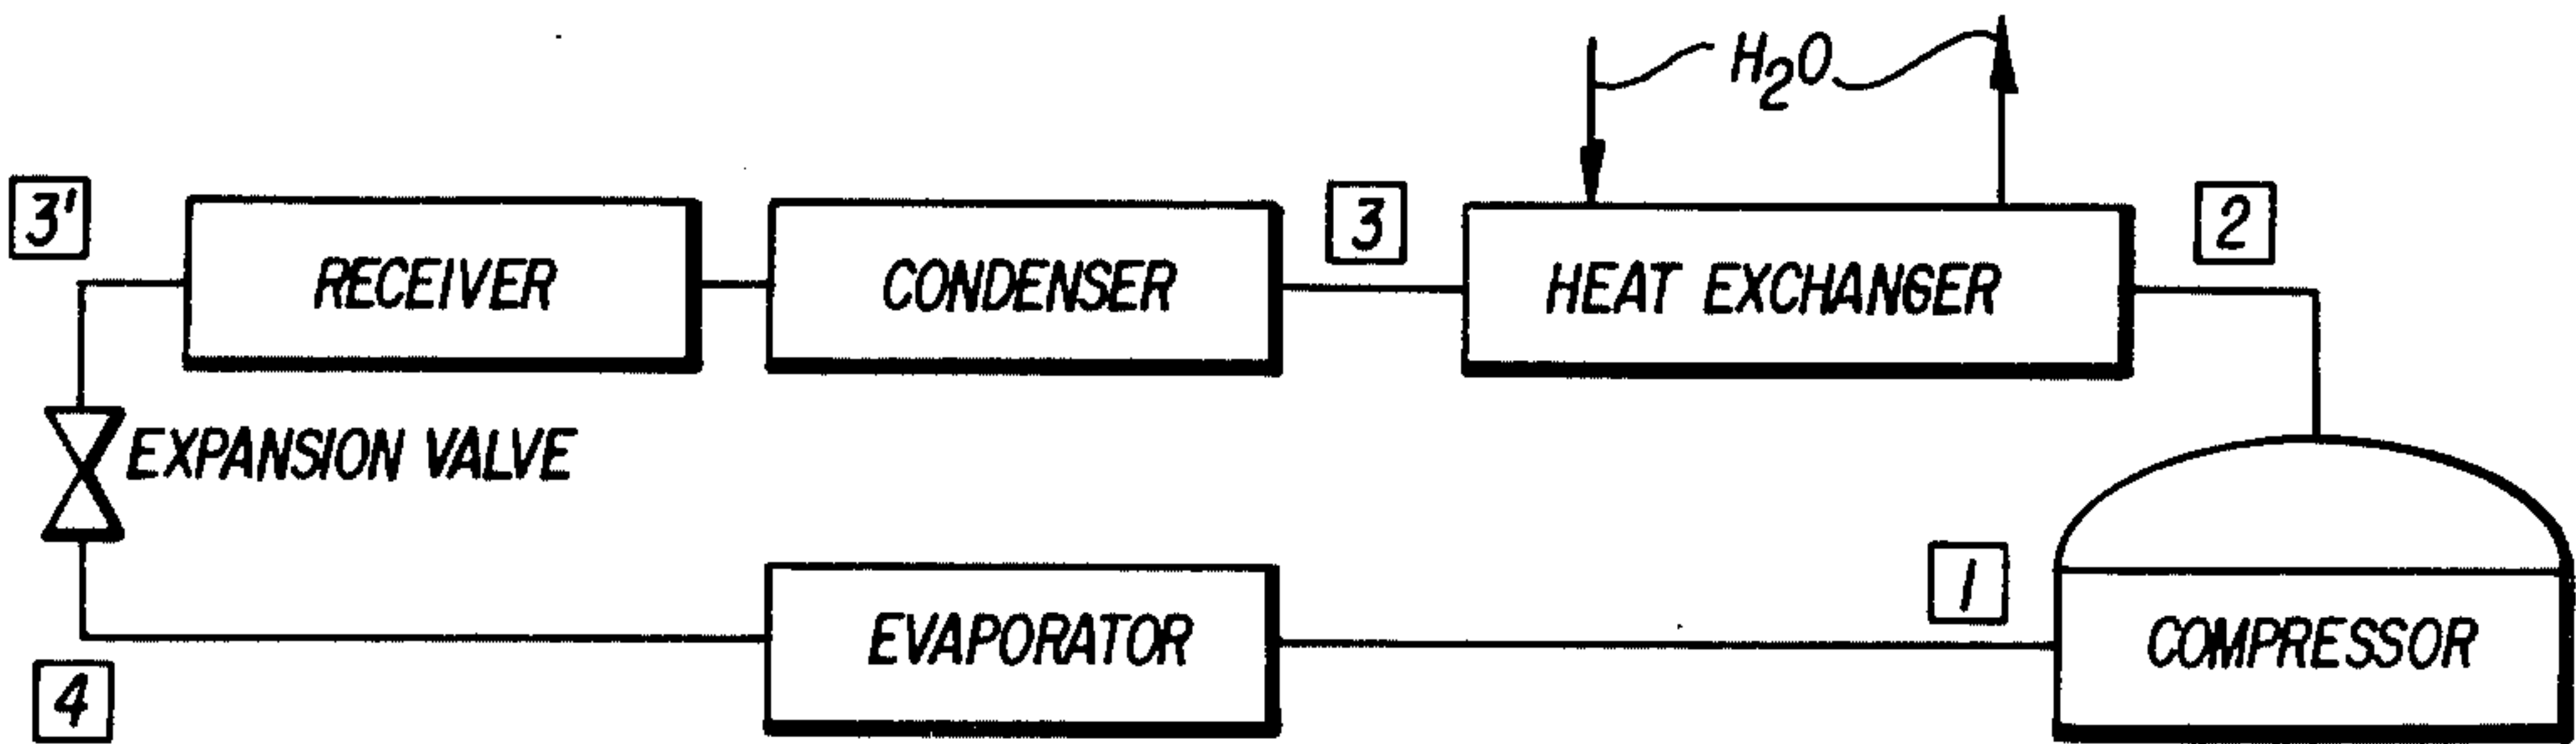 H2O
3'
3
2
RECEIVER
CONDENSER
HEAT EXCHANGER
EXPANSION VALVE
1
EVAPORATOR
COMPRESSOR
4